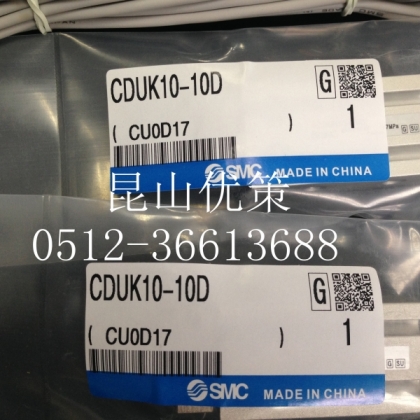 CDUK10-10D
G
( CU0D17 )
1
SMC MADE IN CHINA
昆山优策
0512-36613688
CDUK10-10D
G
( CU0D17 )
1
SMC MADE IN CHINA